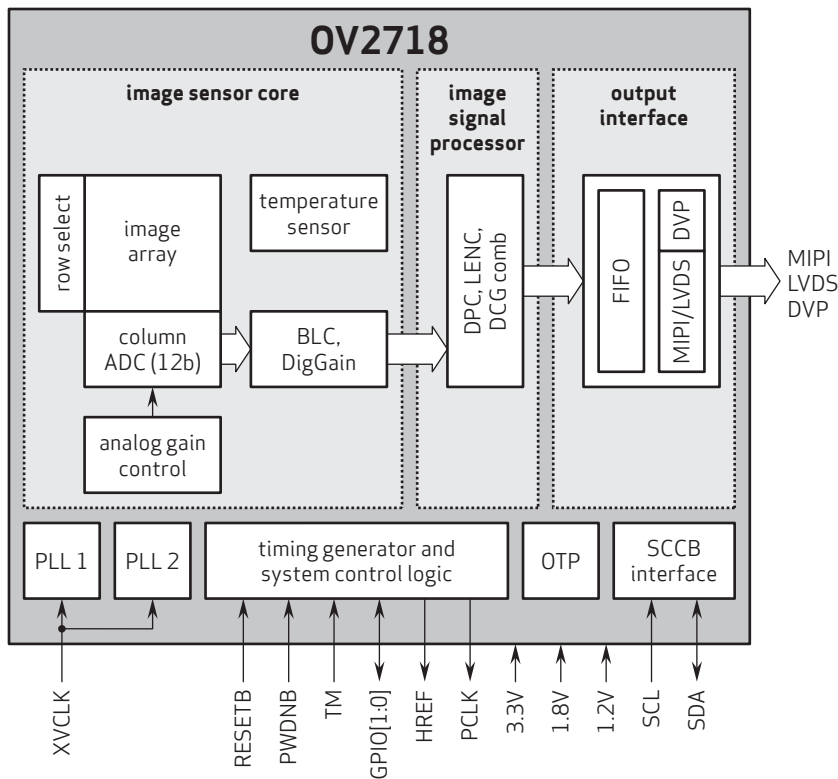 OV2718
image sensor core
image
signal
processor
output
interface
row select
image
array
temperature
sensor
column
ADC (12b)
BLC,
DigGain
analog gain
control
DPC, LENC,
DCG comb
FIFO
DVP
MIPI/LVDS
MIPI
LVDS
DVP
PLL 1
PLL 2
timing generator and
system control logic
OTP
SCCB
interface
XVCLK
RESETB
PWDNB
TM
GPIO[1:0]
HREF
PCLK
3.3V
1.8V
1.2V
SCL
SDA